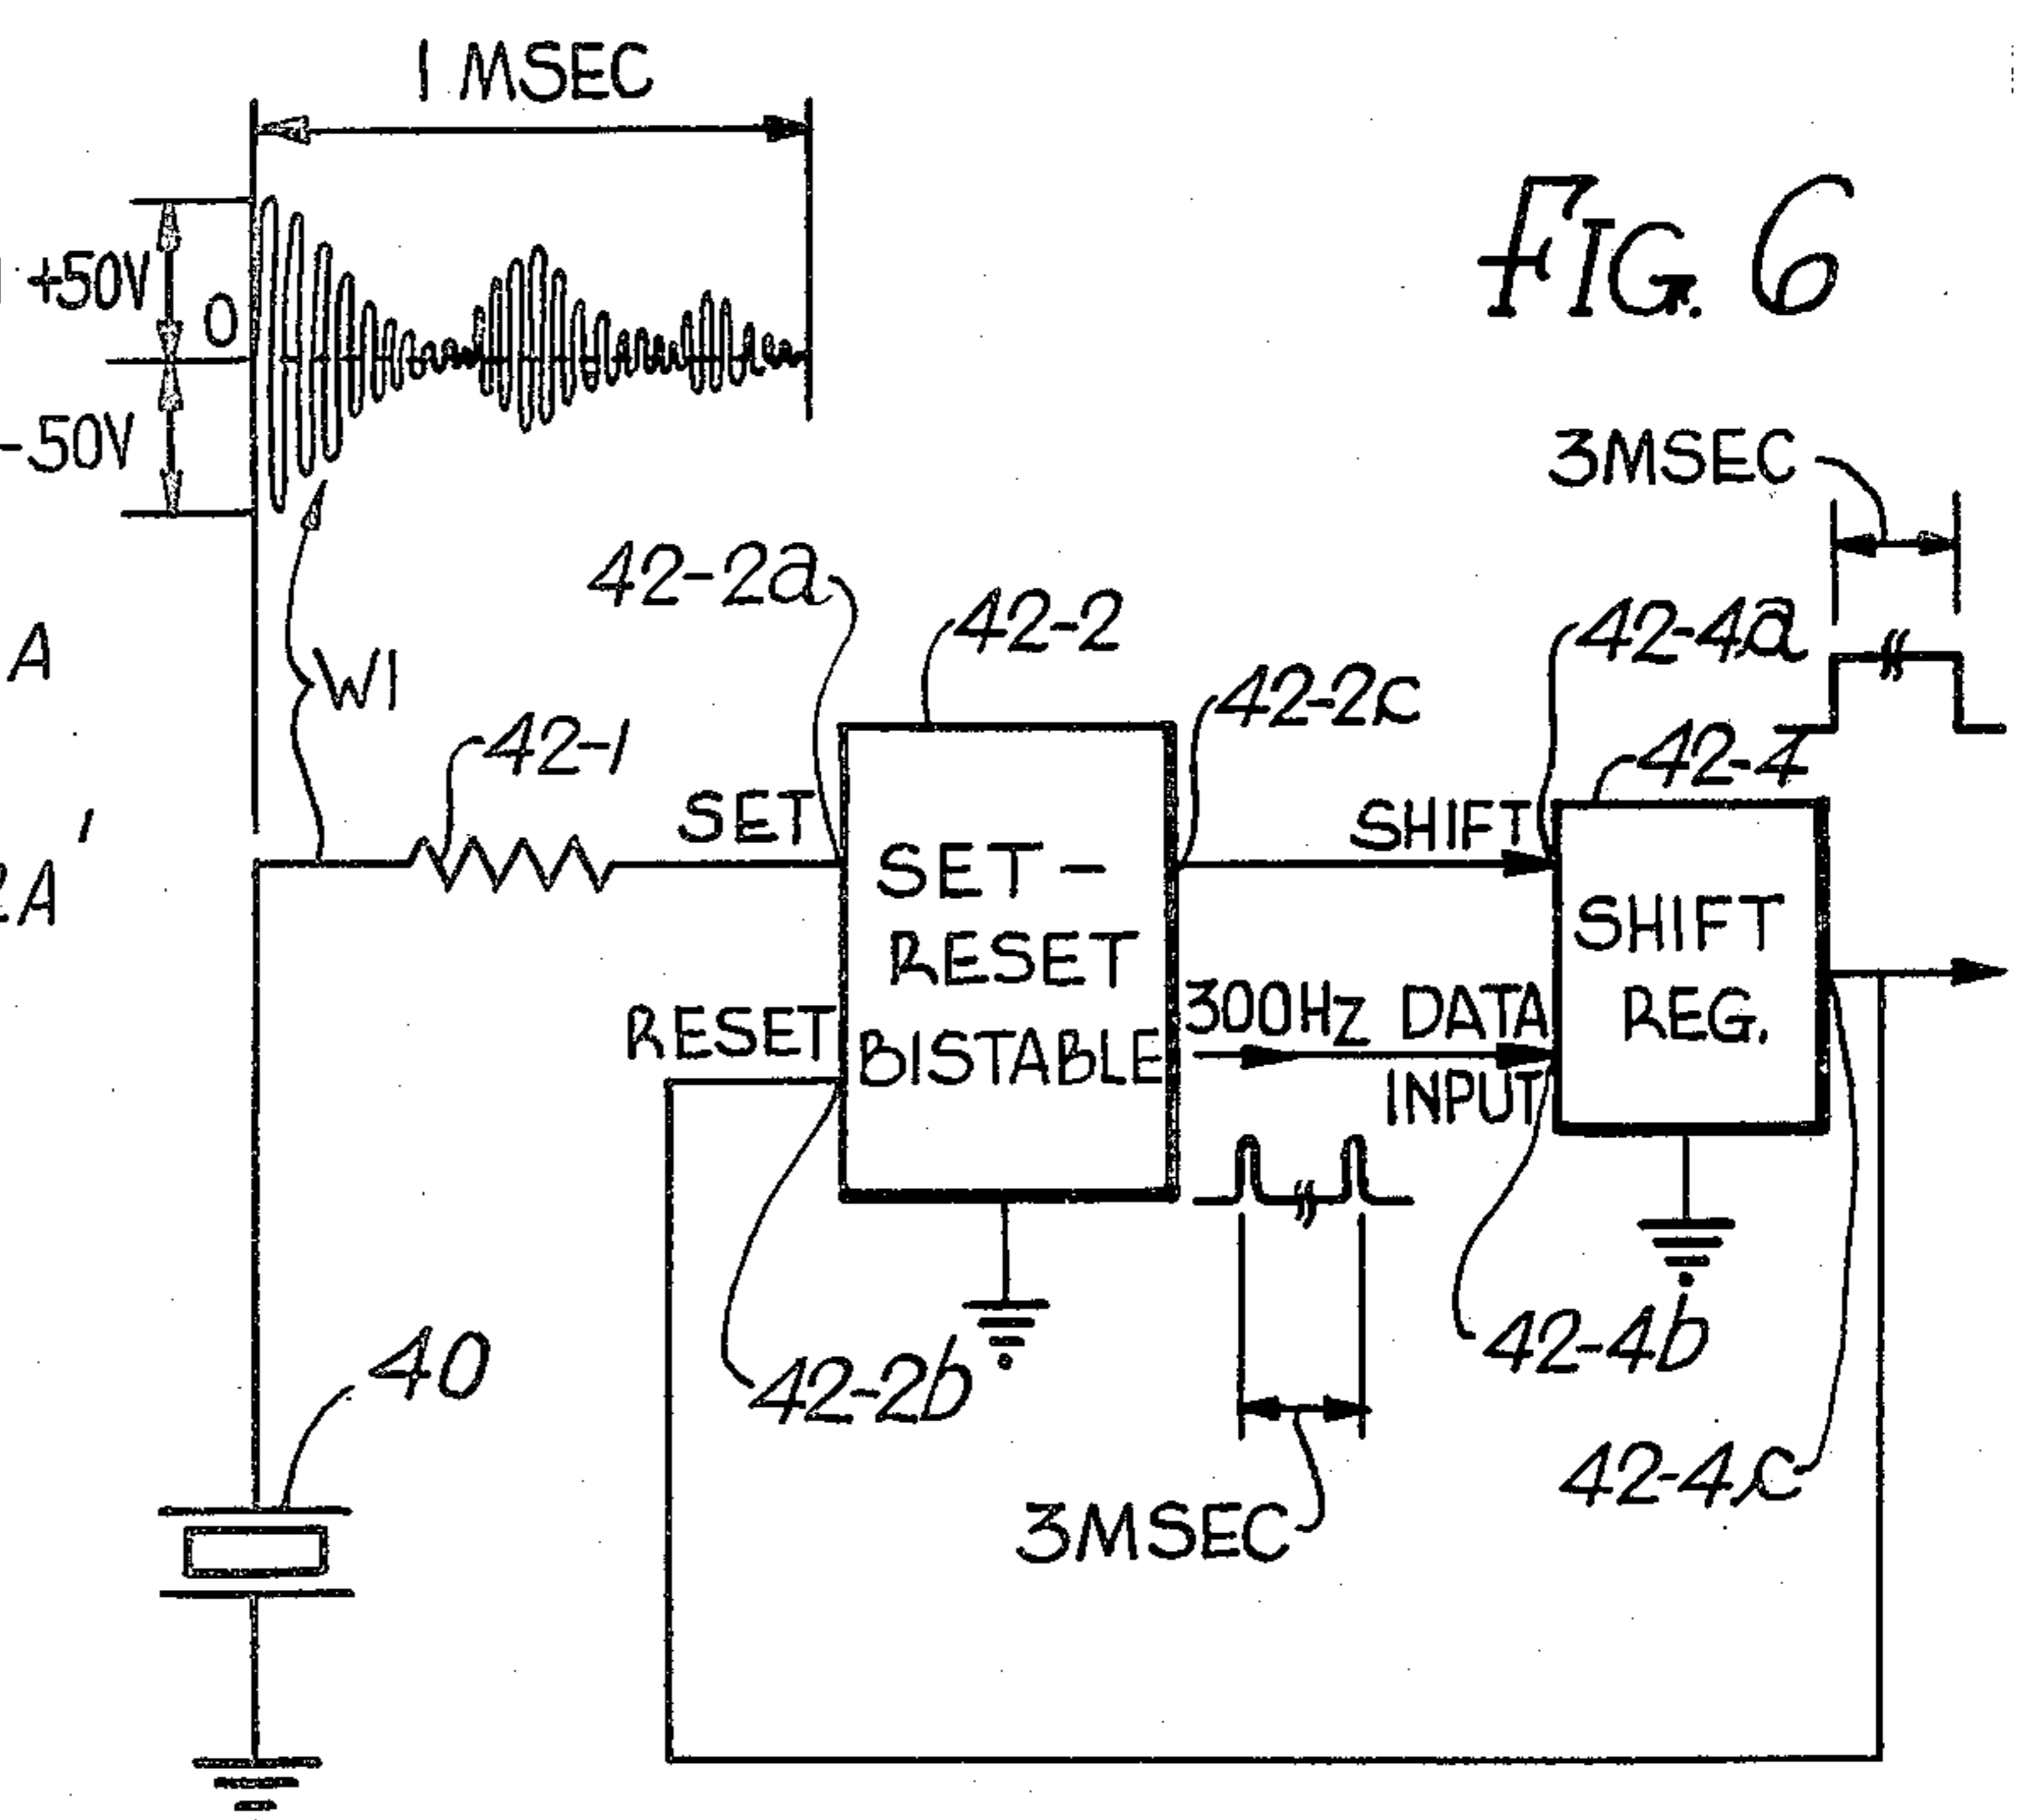 1 MSEC
FIG. 6
+50V
0
-50V
3MSEC
42-2a
42-2
42-4a
A
W1
42-2c
42-1
42-4
SET
SHIFT
2A
SET-
RESET
BISTABLE
SHIFT
REG.
RESET
300HZ DATA
INPUT
40
42-2b
42-4b
42-4c
3MSEC